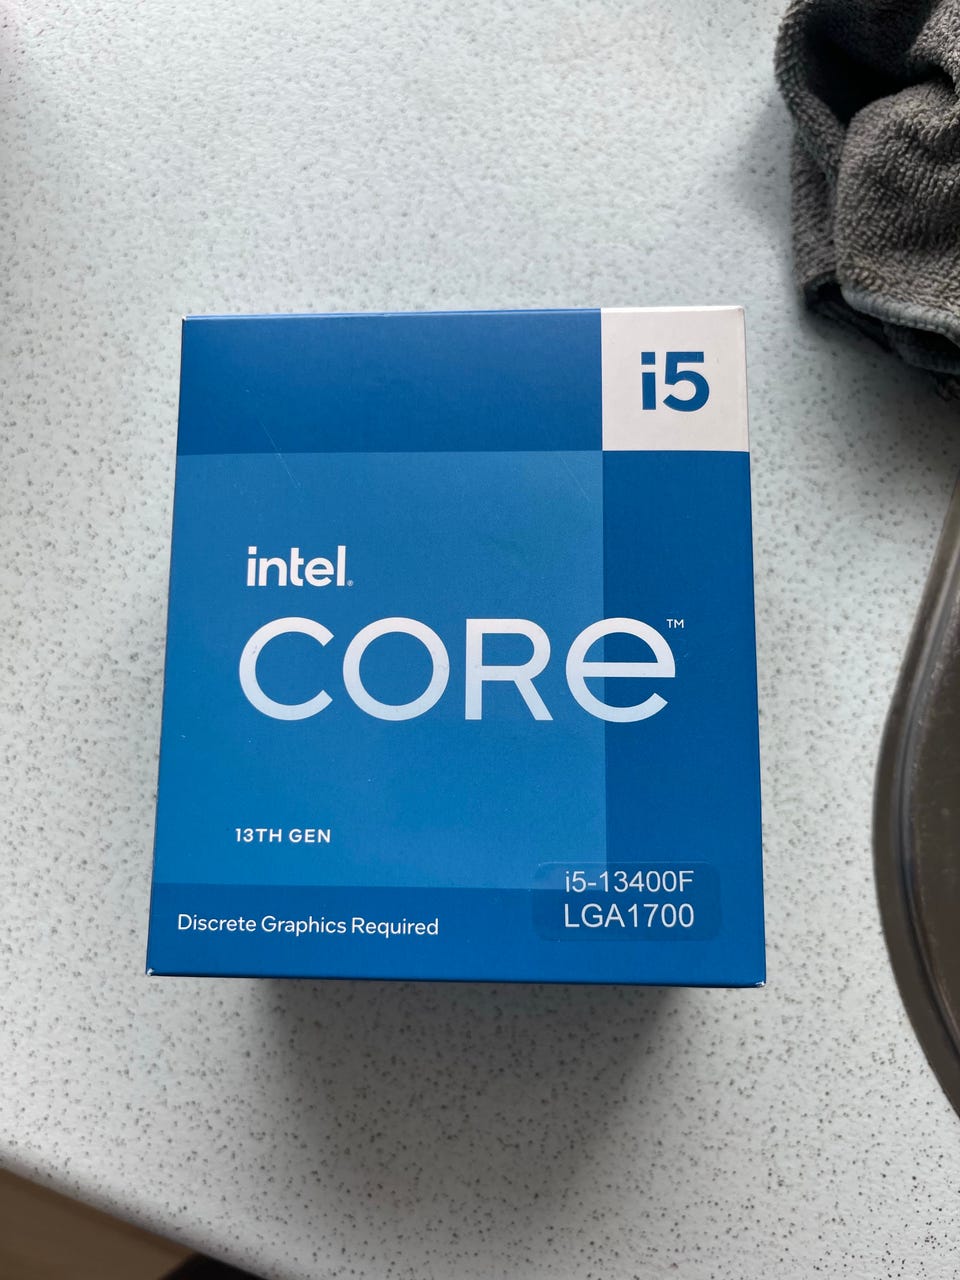 i5
intel®
CORe™
13TH GEN
i5-13400F
LGA1700
Discrete Graphics Required